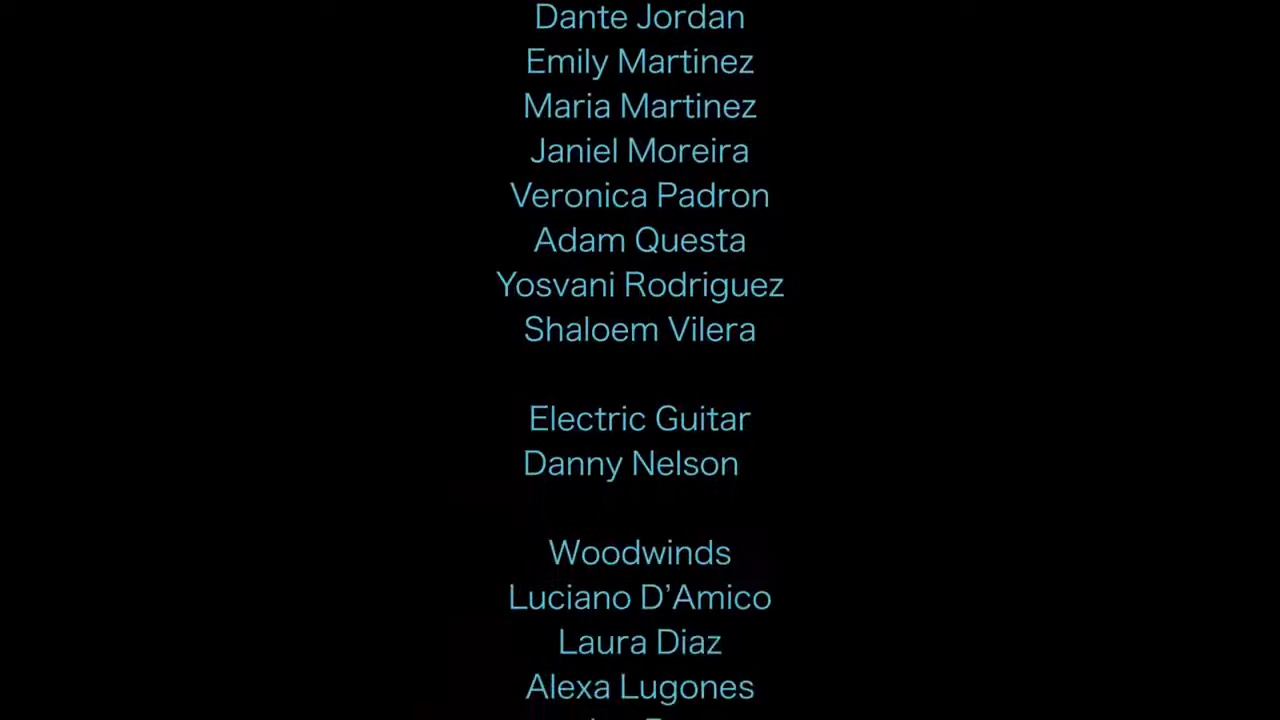 Dante Jordan
Emily Martinez
Maria Martinez
Janiel Moreira
Veronica Padron
Adam Questa
Yosvani Rodriguez
Shaloem Vilera
Electric Guitar
Danny Nelson
Woodwinds
Luciano D’Amico
Laura Diaz
Alexa Lugones